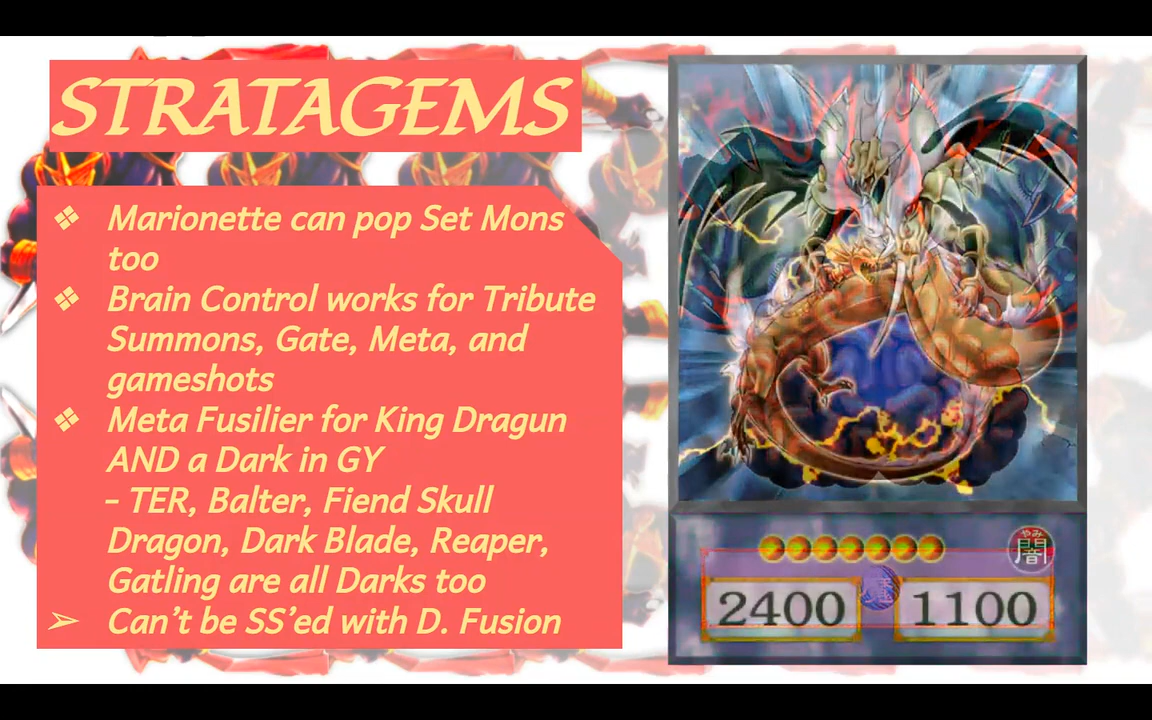 STRATAGEMS
❖ Marionette can pop Set Mons
too
❖ Brain Control works for Tribute
Summons, Gate, Meta, and
gameshots
❖ Meta Fusilier for King Dragun
AND a Dark in GY
- TER, Balter, Fiend Skull
Dragon, Dark Blade, Reaper,
Gatling are all Darks too
➢ Can't be SS'ed with D. Fusion
やみ
闇
2400 1100